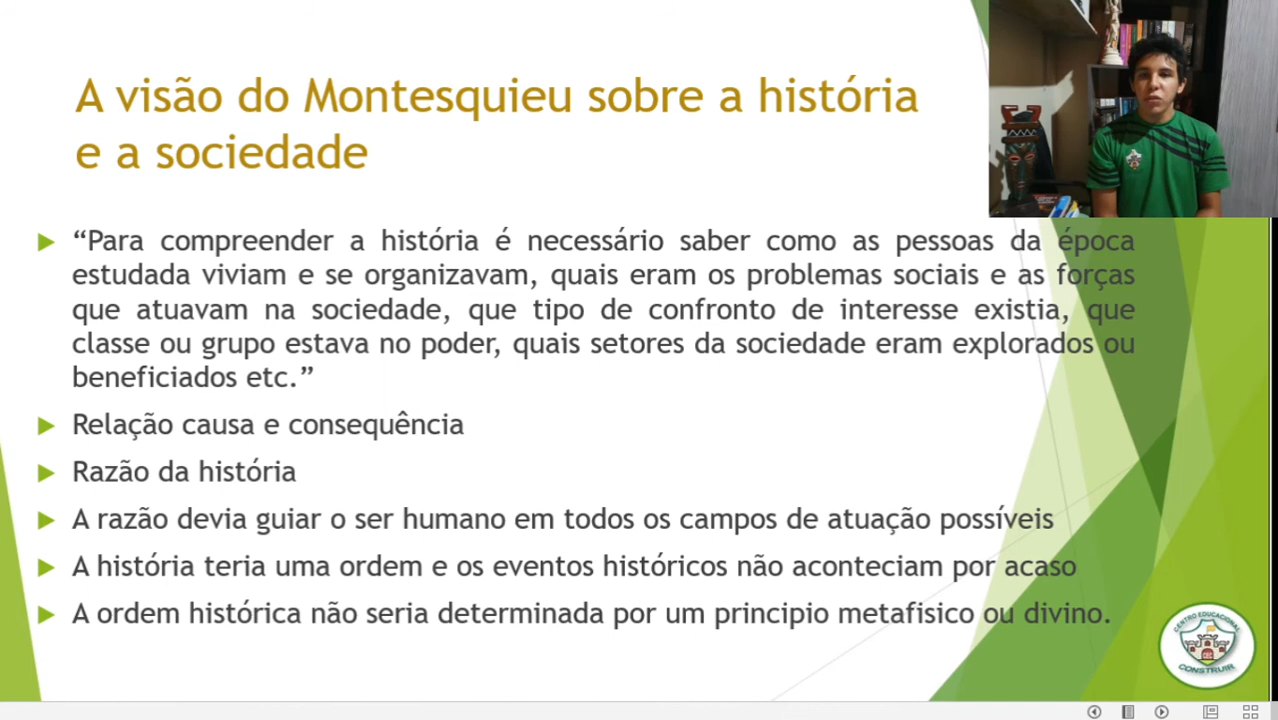 A visão do Montesquieu sobre a história
e a sociedade
“Para compreender a história é necessário saber como as pessoas da época
estudada viviam e se organizavam, quais eram os problemas sociais e as forças
que atuavam na sociedade, que tipo de confronto de interesse existia, que
classe ou grupo estava no poder, quais setores da sociedade eram explorados ou
beneficiados etc.”
Relação causa e consequência
Razão da história
A razão devia guiar o ser humano em todos os campos de atuação possíveis
A história teria uma ordem e os eventos históricos não aconteciam por acaso
A ordem histórica não seria determinada por um principio metafisico ou divino.
CENTRO EDUCACIONAL
CEC
CONSTRUIR